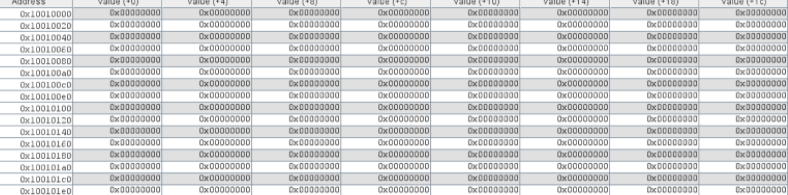 Address Value (+0) Value (+4) Value (+8) Value (+c) Value (+10) Value (+14) Value (+18) Value (+1c)
0x10010000 0x00000000 0x00000000 0x00000000 0x00000000 0x00000000 0x00000000 0x00000000 0x00000000
0x10010020 0x00000000 0x00000000 0x00000000 0x00000000 0x00000000 0x00000000 0x00000000 0x00000000
0x10010040 0x00000000 0x00000000 0x00000000 0x00000000 0x00000000 0x00000000 0x00000000 0x00000000
0x10010060 0x00000000 0x00000000 0x00000000 0x00000000 0x00000000 0x00000000 0x00000000 0x00000000
0x10010080 0x00000000 0x00000000 0x00000000 0x00000000 0x00000000 0x00000000 0x00000000 0x00000000
0x100100a0 0x00000000 0x00000000 0x00000000 0x00000000 0x00000000 0x00000000 0x00000000 0x00000000
0x100100c0 0x00000000 0x00000000 0x00000000 0x00000000 0x00000000 0x00000000 0x00000000 0x00000000
0x100100e0 0x00000000 0x00000000 0x00000000 0x00000000 0x00000000 0x00000000 0x00000000 0x00000000
0x10010100 0x00000000 0x00000000 0x00000000 0x00000000 0x00000000 0x00000000 0x00000000 0x00000000
0x10010120 0x00000000 0x00000000 0x00000000 0x00000000 0x00000000 0x00000000 0x00000000 0x00000000
0x10010140 0x00000000 0x00000000 0x00000000 0x00000000 0x00000000 0x00000000 0x00000000 0x00000000
0x10010160 0x00000000 0x00000000 0x00000000 0x00000000 0x00000000 0x00000000 0x00000000 0x00000000
0x10010180 0x00000000 0x00000000 0x00000000 0x00000000 0x00000000 0x00000000 0x00000000 0x00000000
0x100101a0 0x00000000 0x00000000 0x00000000 0x00000000 0x00000000 0x00000000 0x00000000 0x00000000
0x100101c0 0x00000000 0x00000000 0x00000000 0x00000000 0x00000000 0x00000000 0x00000000 0x00000000
0x100101e0 0x00000000 0x00000000 0x00000000 0x00000000 0x00000000 0x00000000 0x00000000 0x00000000